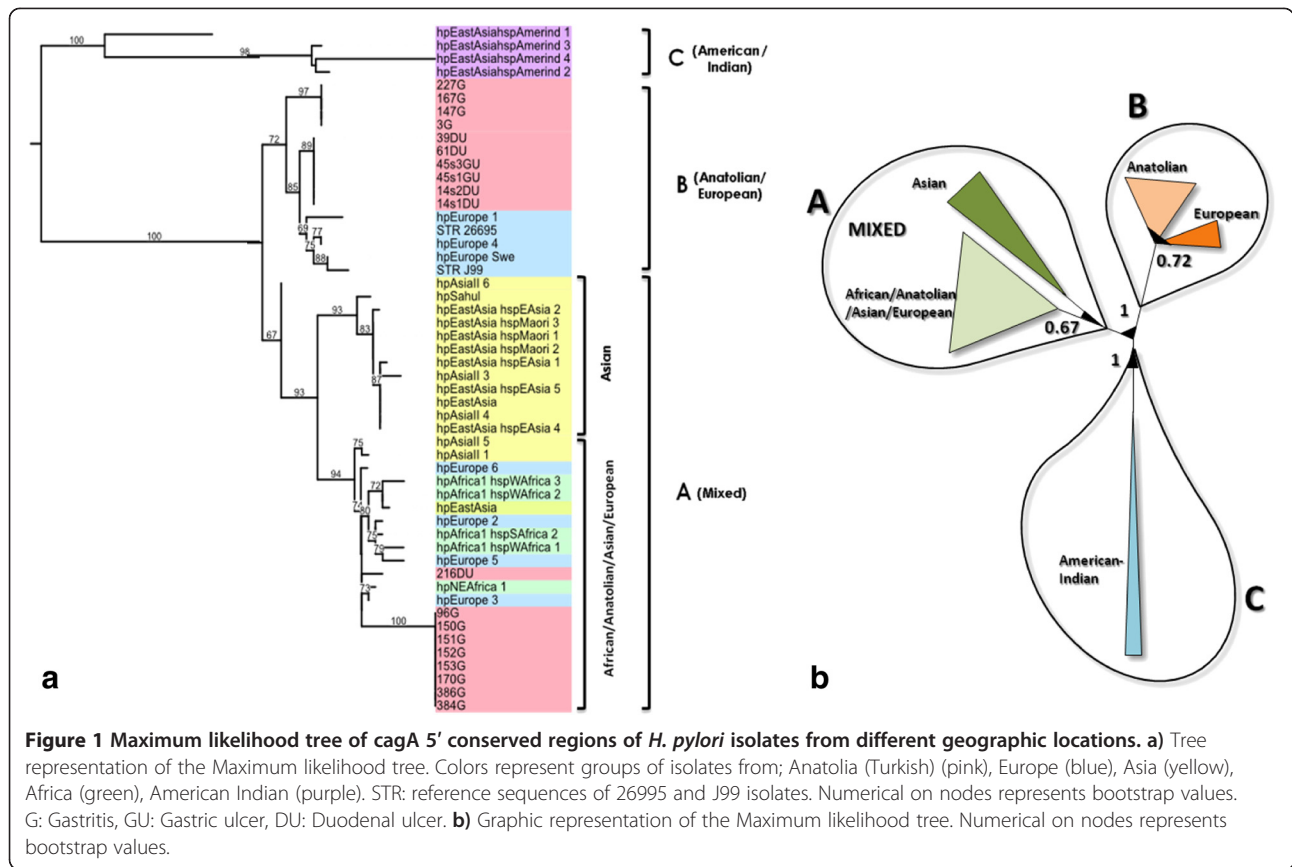 100
98
hpEastAsiahspAmerind 1
hpEastAsiahspAmerind 3
hpEastAsiahspAmerind 4
hpEastAsiahspAmerind 2
C (American / Indian)
97
227G
167G
147G
3G
72
89
39DU
61DU
45s3GU
45s1GU
14s2DU
14s1DU
85
B (Anatolian/ European)
hpEurope 1
STR 26695
hpEurope 4
hpEurope Swe
STR J99
69
77
75
88
100
hpAsiaII 6
hpSahul
hpEastAsia hspEAsia 2
hpEastAsia hspMaori 3
hpEastAsia hspMaori 1
hpEastAsia hspMaori 2
hpEastAsia hspEAsia 1
hpAsiaII 3
hpEastAsia hspEAsia 5
hpEastAsia
hpAsiaII 4
hpEastAsia hspEAsia 4
93
83
87
67
93
Asian
hpAsiaII 5
hpAsiaII 1
hpEurope 6
hpAfrica1 hspWAfrica 3
hpAfrica1 hspWAfrica 2
hpEastAsia
hpEurope 2
hpAfrica1 hspSAfrica 2
hpAfrica1 hspWAfrica 1
hpEurope 5
216DU
hpNEAfrica 1
hpEurope 3
96G
150G
151G
152G
153G
170G
386G
384G
75
94
72
74
80
75
79
73
100
African/Anatolian/Asian/European
A (Mixed)
a
A
MIXED
Asian
African/Anatolian
/Asian/European
0.67
B
Anatolian
European
0.72
1
1
American-
Indian
C
b
Figure 1 Maximum likelihood tree of cagA 5′ conserved regions of H. pylori isolates from different geographic locations. a) Tree
representation of the Maximum likelihood tree. Colors represent groups of isolates from; Anatolia (Turkish) (pink), Europe (blue), Asia (yellow),
Africa (green), American Indian (purple). STR: reference sequences of 26995 and J99 isolates. Numerical on nodes represents bootstrap values.
G: Gastritis, GU: Gastric ulcer, DU: Duodenal ulcer. b) Graphic representation of the Maximum likelihood tree. Numerical on nodes represents
bootstrap values.